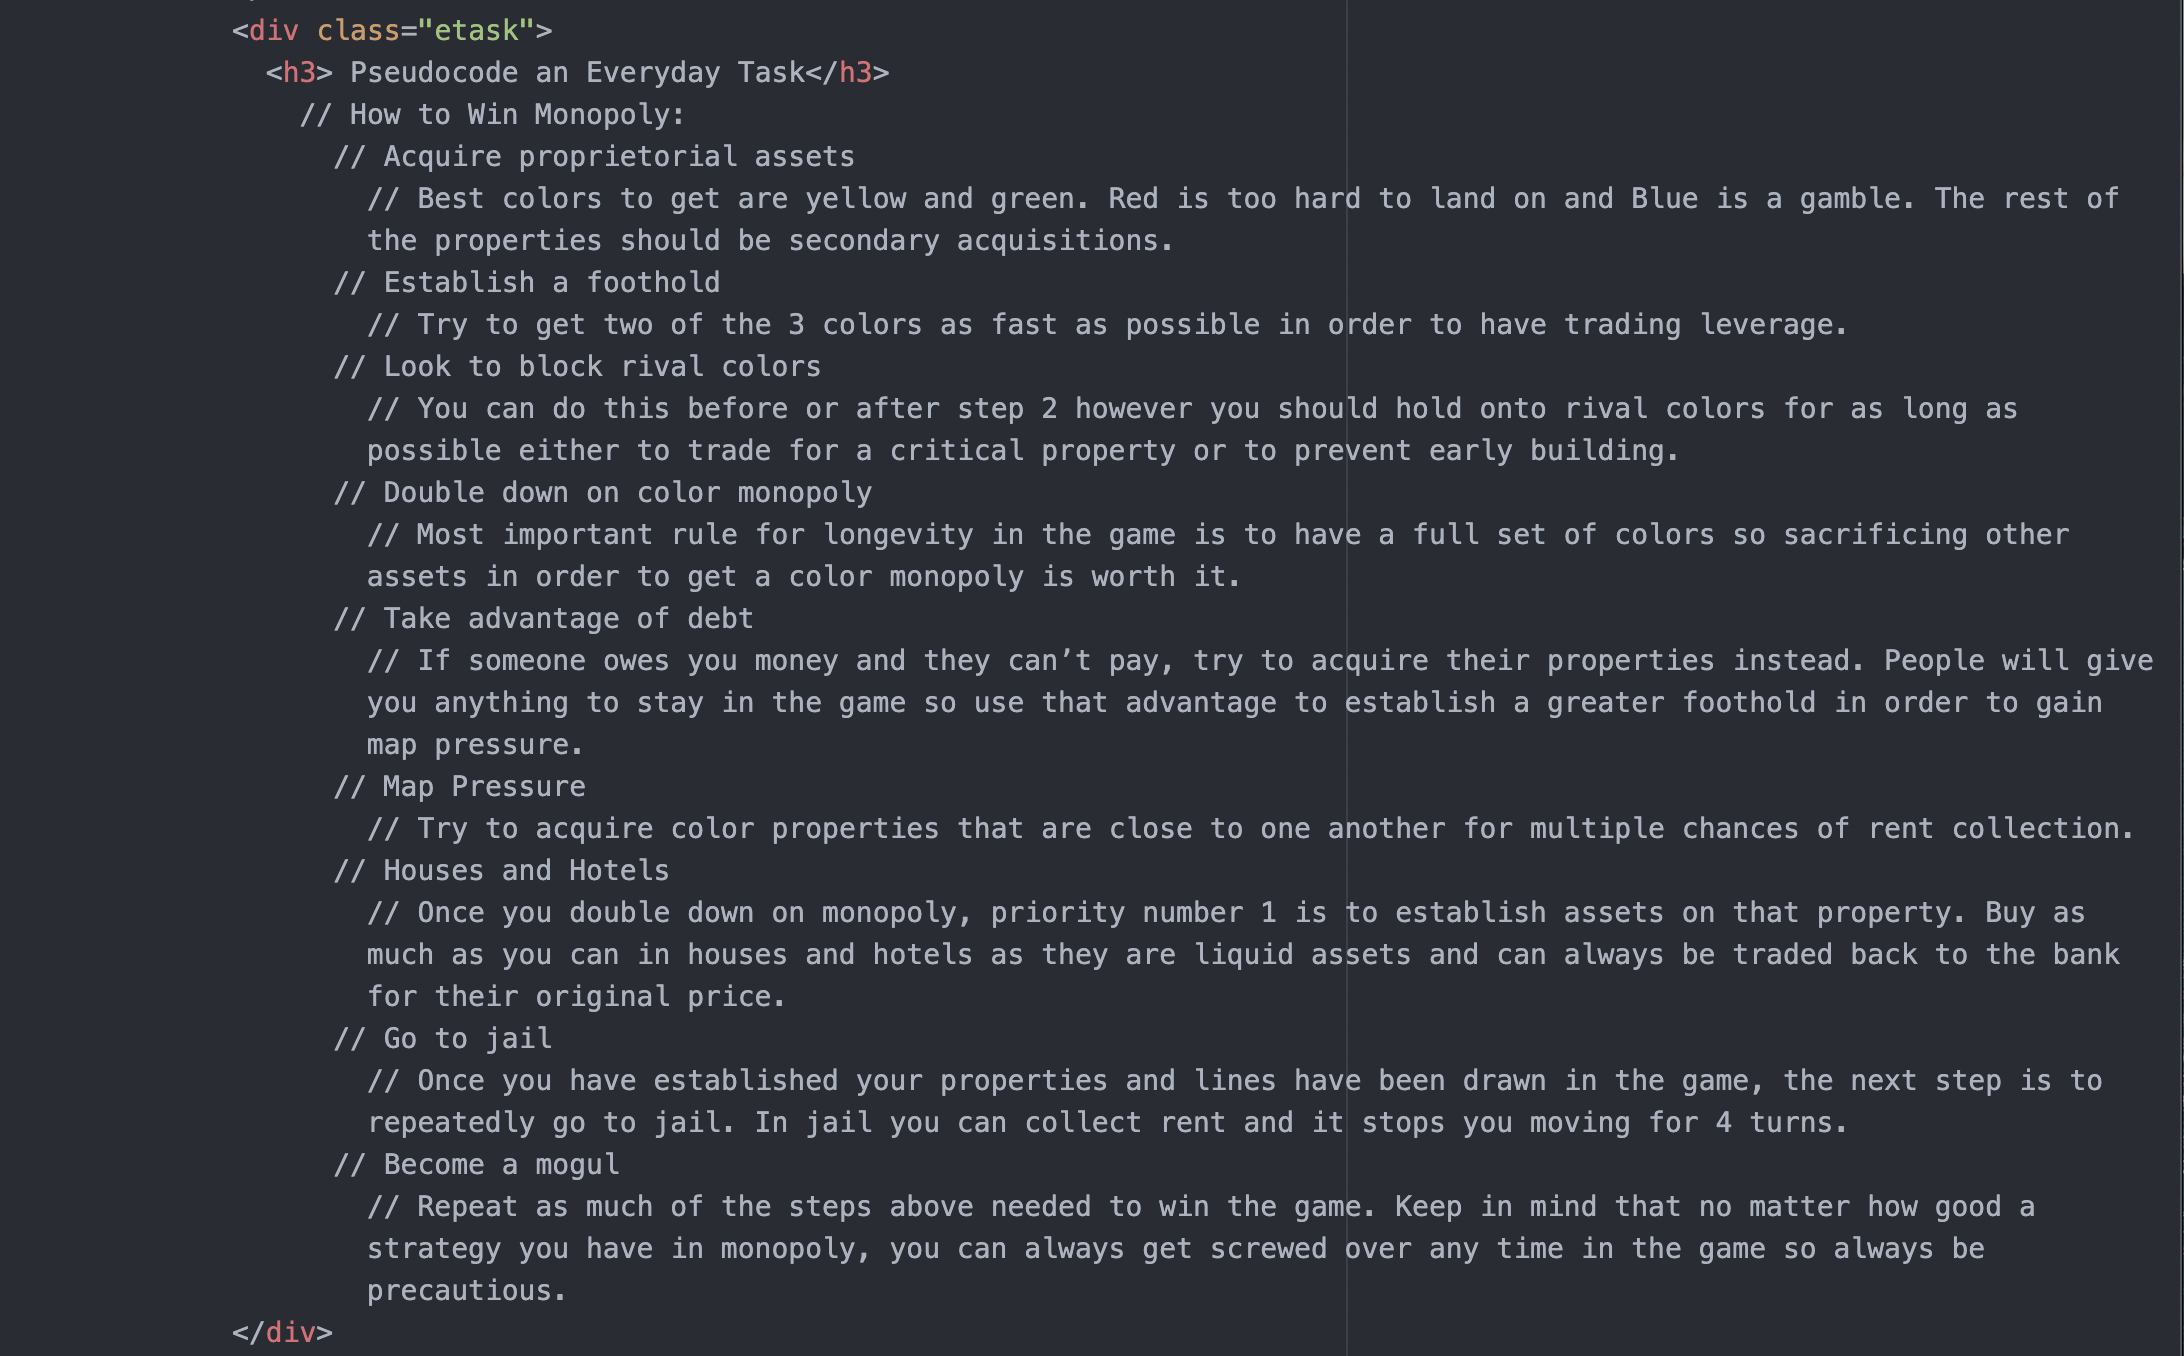 <div class="etask">
<h3> Pseudocode an Everyday Task</h3>
// How to Win Monopoly:
// Acquire proprietorial assets
// Best colors to get are yellow and green. Red is too hard to land on and Blue is a gamble. The rest of
the properties should be secondary acquisitions.
// Establish a foothold
// Try to get two of the 3 colors as fast as possible in order to have trading leverage.
// Look to block rival colors
// You can do this before or after step 2 however you should hold onto rival colors for as long as
possible either to trade for a critical property or to prevent early building.
// Double down on color monopoly
// Most important rule for longevity in the game is to have a full set of colors so sacrificing other
assets in order to get a color monopoly is worth it.
// Take advantage of debt
// If someone owes you money and they can’t pay, try to acquire their properties instead. People will give
you anything to stay in the game so use that advantage to establish a greater foothold in order to gain
map pressure.
// Map Pressure
// Try to acquire color properties that are close to one another for multiple chances of rent collection.
// Houses and Hotels
// Once you double down on monopoly, priority number 1 is to establish assets on that property. Buy as
much as you can in houses and hotels as they are liquid assets and can always be traded back to the bank
for their original price.
// Go to jail
// Once you have established your properties and lines have been drawn in the game, the next step is to
repeatedly go to jail. In jail you can collect rent and it stops you moving for 4 turns.
// Become a mogul
// Repeat as much of the steps above needed to win the game. Keep in mind that no matter how good a
strategy you have in monopoly, you can always get screwed over any time in the game so always be
precautious.
</div>